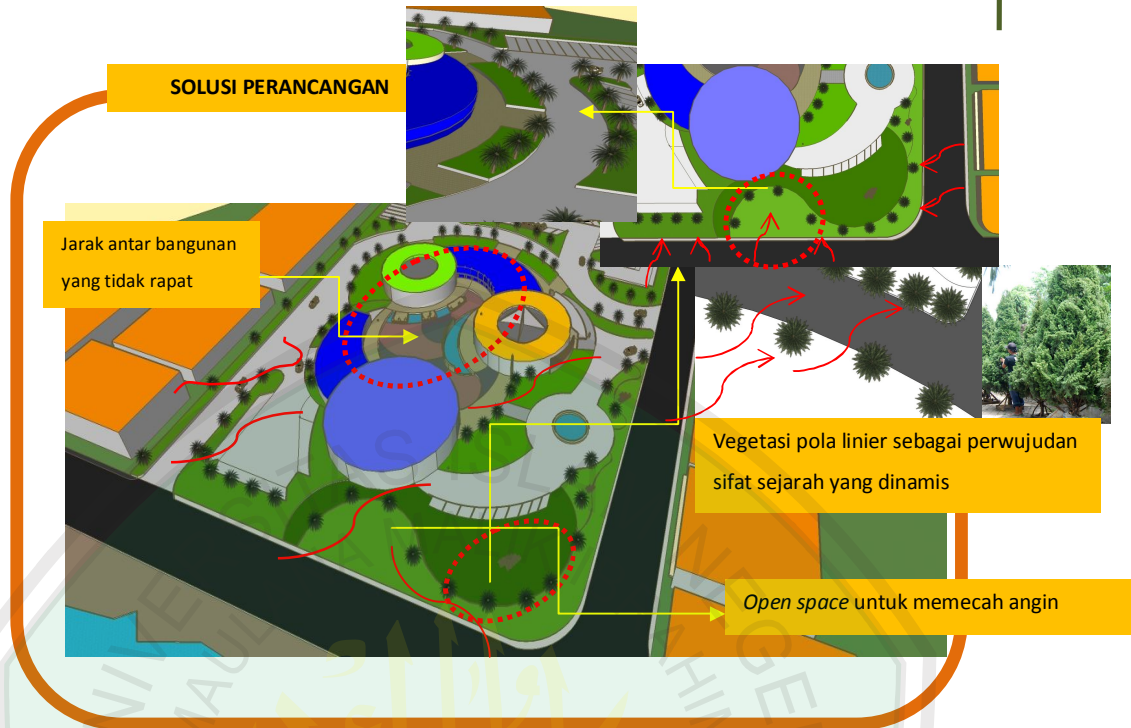 SOLUSI PERANCANGAN
Jarak antar bangunan
yang tidak rapat
Vegetasi pola linier sebagai perwujudan
sifat sejarah yang dinamis
Open space untuk memecah angin